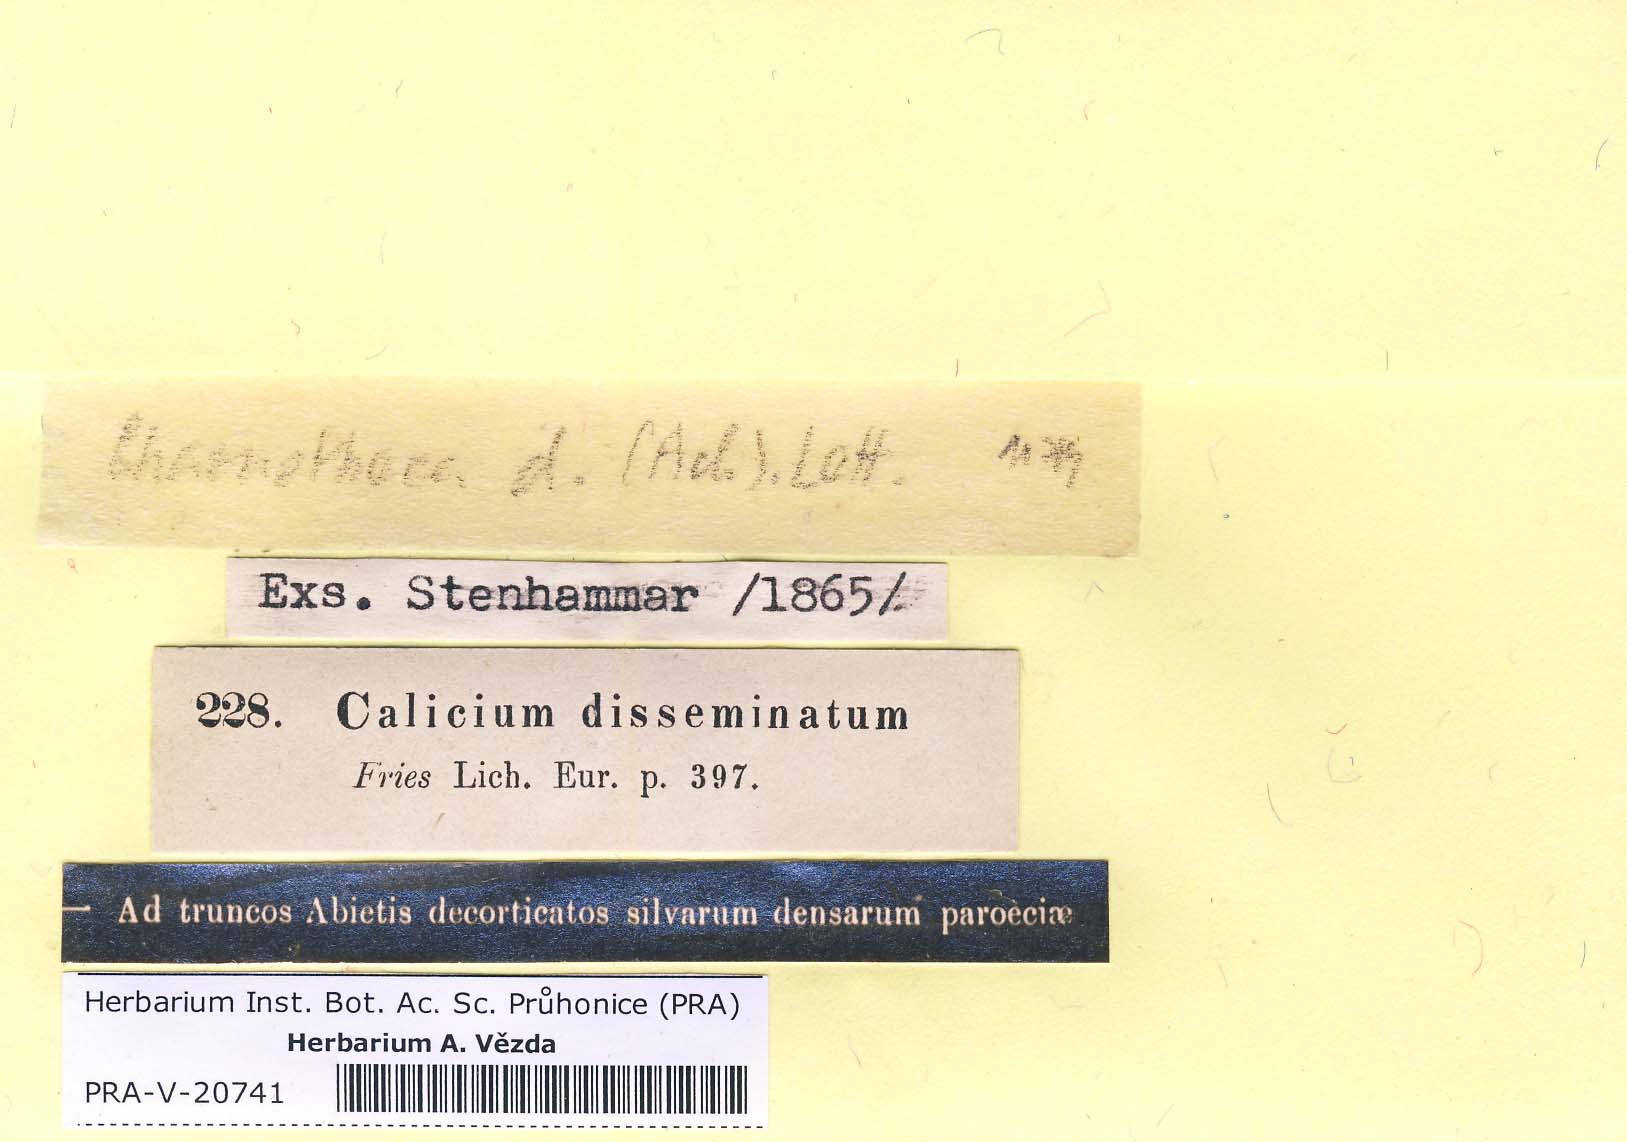 d. (Ach.). Lett.
Exs. Stenhammar /1865/.
228. Calicium disseminatum
Fries Lich. Eur. p. 397.
— Ad truncos Abietis decorticatos silvarum densarum paroeciæ
Herbarium Inst. Bot. Ac. Sc. Průhonice (PRA)
Herbarium A. Vězda
PRA-V-20741